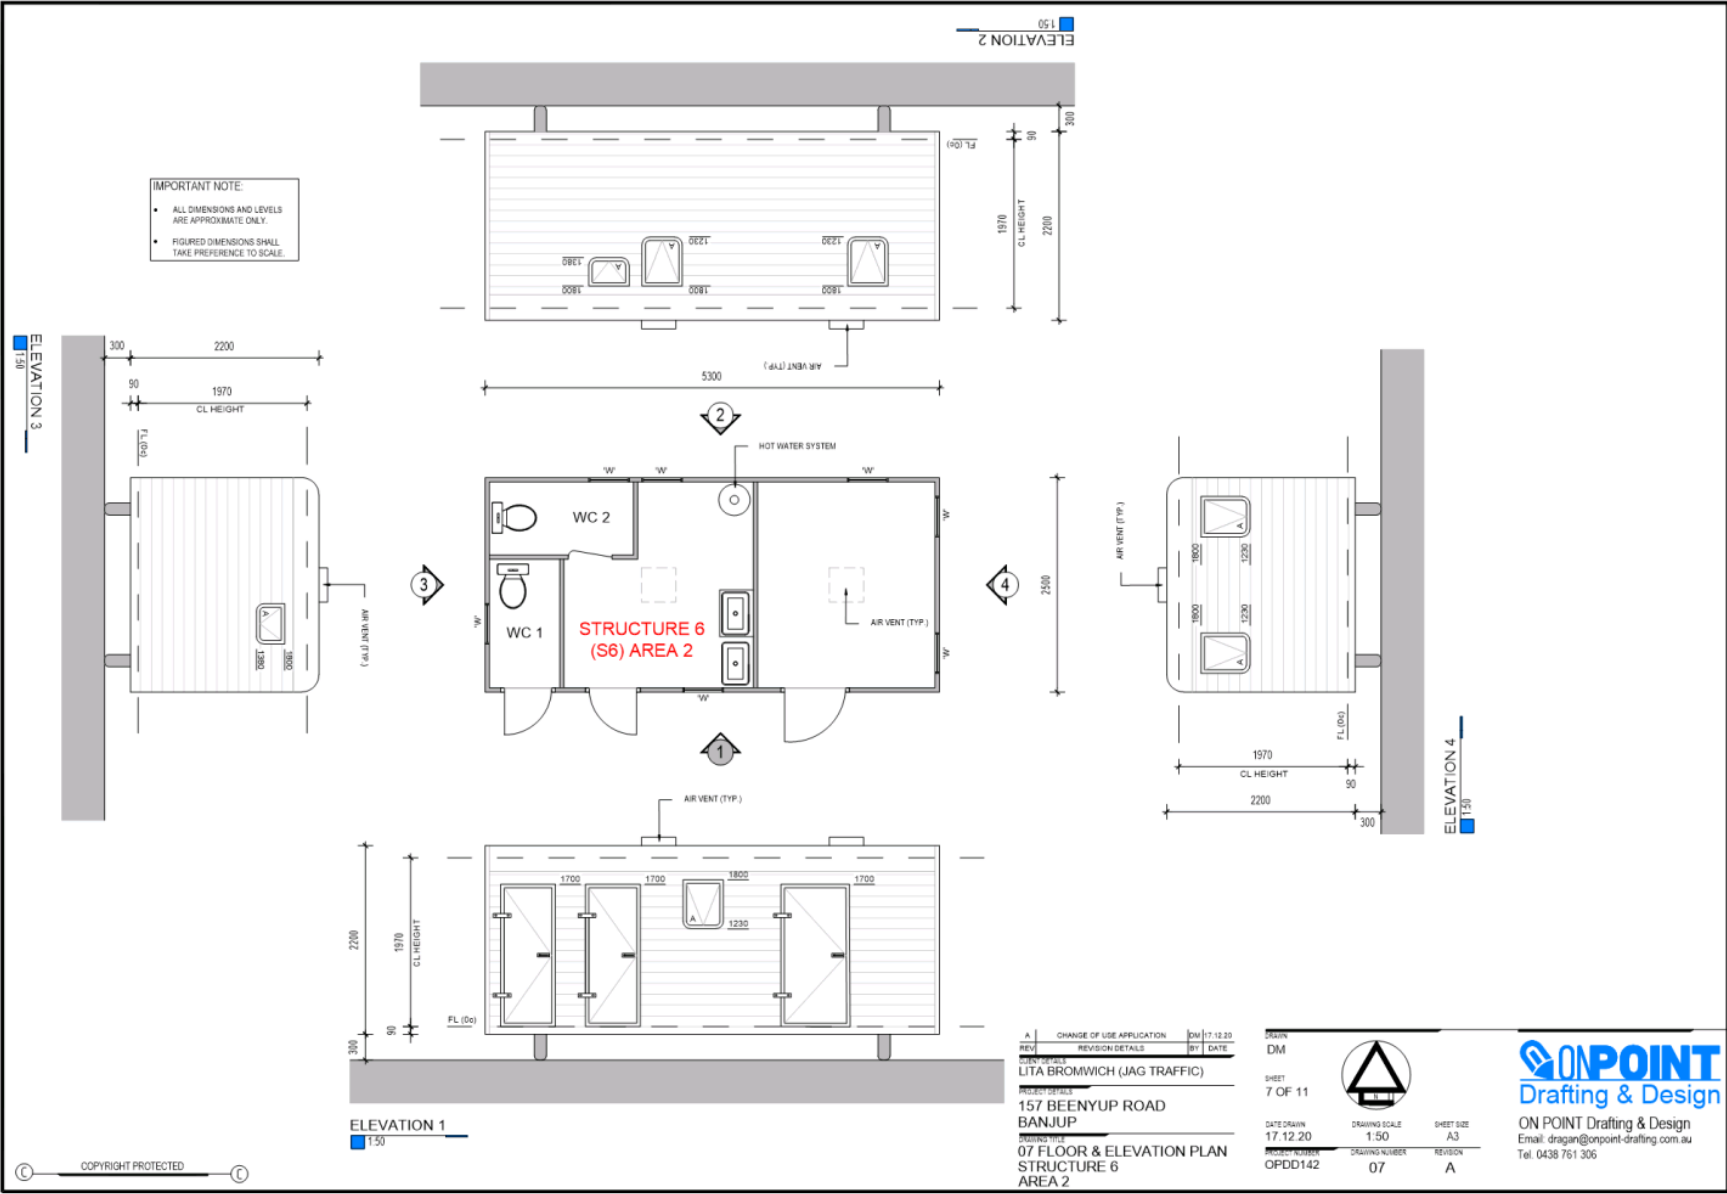 ELEVATION 2
1:50
300
90
FL (0c)
1970
CL HEIGHT
2200
IMPORTANT NOTE:
• ALL DIMENSIONS AND LEVELS
ARE APPROXIMATE ONLY.
• FIGURED DIMENSIONS SHALL
TAKE PREFERENCE TO SCALE.
A
1230
A
1230
A
1380
1800
1800
1800
AIR VENT (TYP.)
5300
2
ELEVATION 3
1:50
300
2200
90
1970
CL HEIGHT
FL (0c)
A
1380
1800
AIR VENT (TYP.)
3
HOT WATER SYSTEM
'W'
'W'
'W'
'W'
WC 2
WC 1
'W'
STRUCTURE 6
(S6) AREA 2
AIR VENT (TYP.)
'W'
'W'
4
2500
1
AIR VENT (TYP.)
A
1800
1230
1800
1230
A
FL (0c)
1970
CL HEIGHT
90
2200
300
ELEVATION 4
1:50
AIR VENT (TYP.)
1700
1700
1800
1700
A
1230
2200
1970
CL HEIGHT
90
FL (0c)
300
ELEVATION 1
1:50
COPYRIGHT PROTECTED
C
C
A CHANGE OF USE APPLICATION DM 17.12.20
REV REVISION DETAILS BY DATE
CLIENT DETAILS
LITA BROMWICH (JAG TRAFFIC)
PROJECT DETAILS
157 BEENYUP ROAD
BANJUP
DRAWING TITLE
07 FLOOR & ELEVATION PLAN
STRUCTURE 6
AREA 2
DRAWN
DM
SHEET
7 OF 11
N
DATE DRAWN
17.12.20
DRAWING SCALE
1:50
SHEET SIZE
A3
PROJECT NUMBER
OPDD142
DRAWING NUMBER
07
REVISION
A
ONPOINT
Drafting & Design
ON POINT Drafting & Design
Email: dragan@onpoint-drafting.com.au
Tel. 0438 761 306